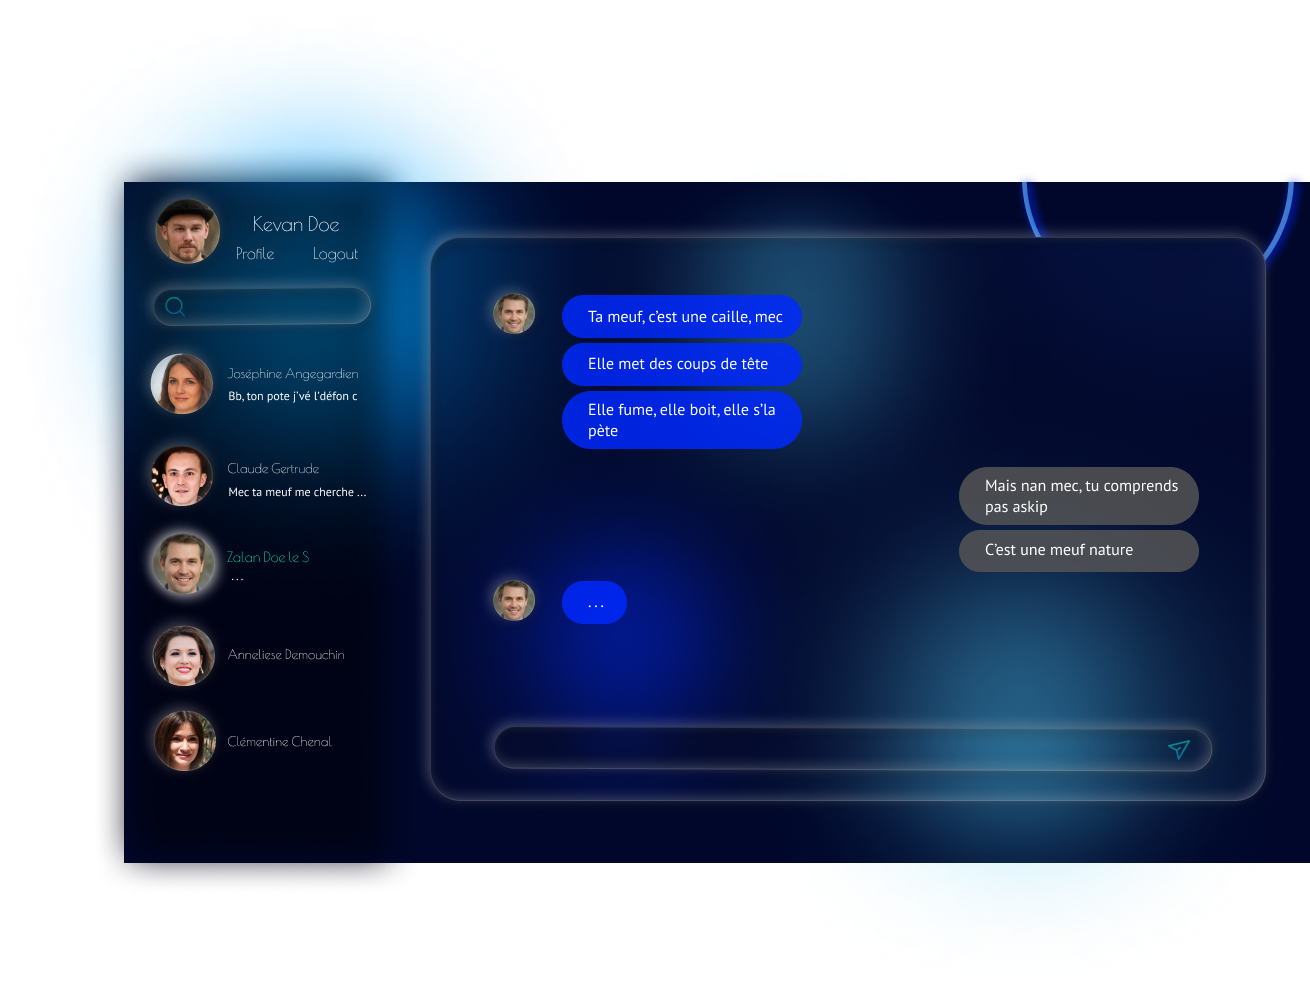 Kevan Doe
Profile
Logout
Joséphine Angegardien
Bb, ton pote j'vé l'défon c
Claude Gertrude
Mec ta meuf me cherche ...
Zalan Doe le S
...
Anneliese Demouchin
Clémentine Chenal
Ta meuf, c'est une caille, mec
Elle met des coups de tête
Elle fume, elle boit, elle s'la
pète
Mais nan mec, tu comprends
pas askip
C'est une meuf nature
...